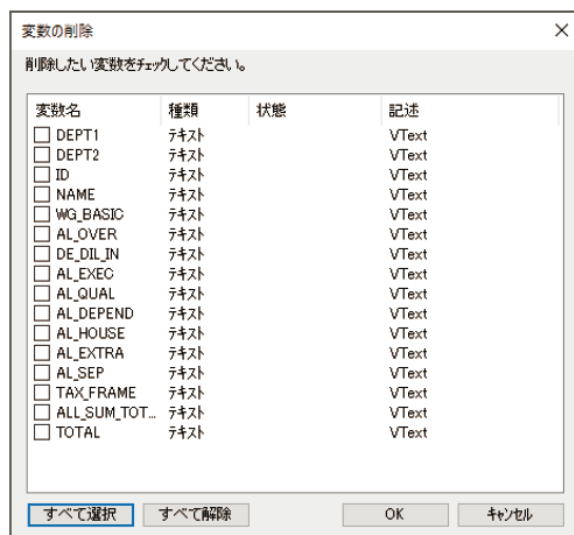 変数の削除
削除したい変数をチェックしてください。
変数名 種類 状態 記述
DEPT1 テキスト VText
DEPT2 テキスト VText
ID テキスト VText
NAME テキスト VText
WG_BASIC テキスト VText
AL_OVER テキスト VText
DE_DIL_IN テキスト VText
AL_EXEC テキスト VText
AL_QUAL テキスト VText
AL_DEPEND テキスト VText
AL_HOUSE テキスト VText
AL_EXTRA テキスト VText
AL_SEP テキスト VText
TAX_FRAME テキスト VText
ALL_SUM_TOT... テキスト VText
TOTAL テキスト VText
すべて選択 すべて解除 OK キャンセル